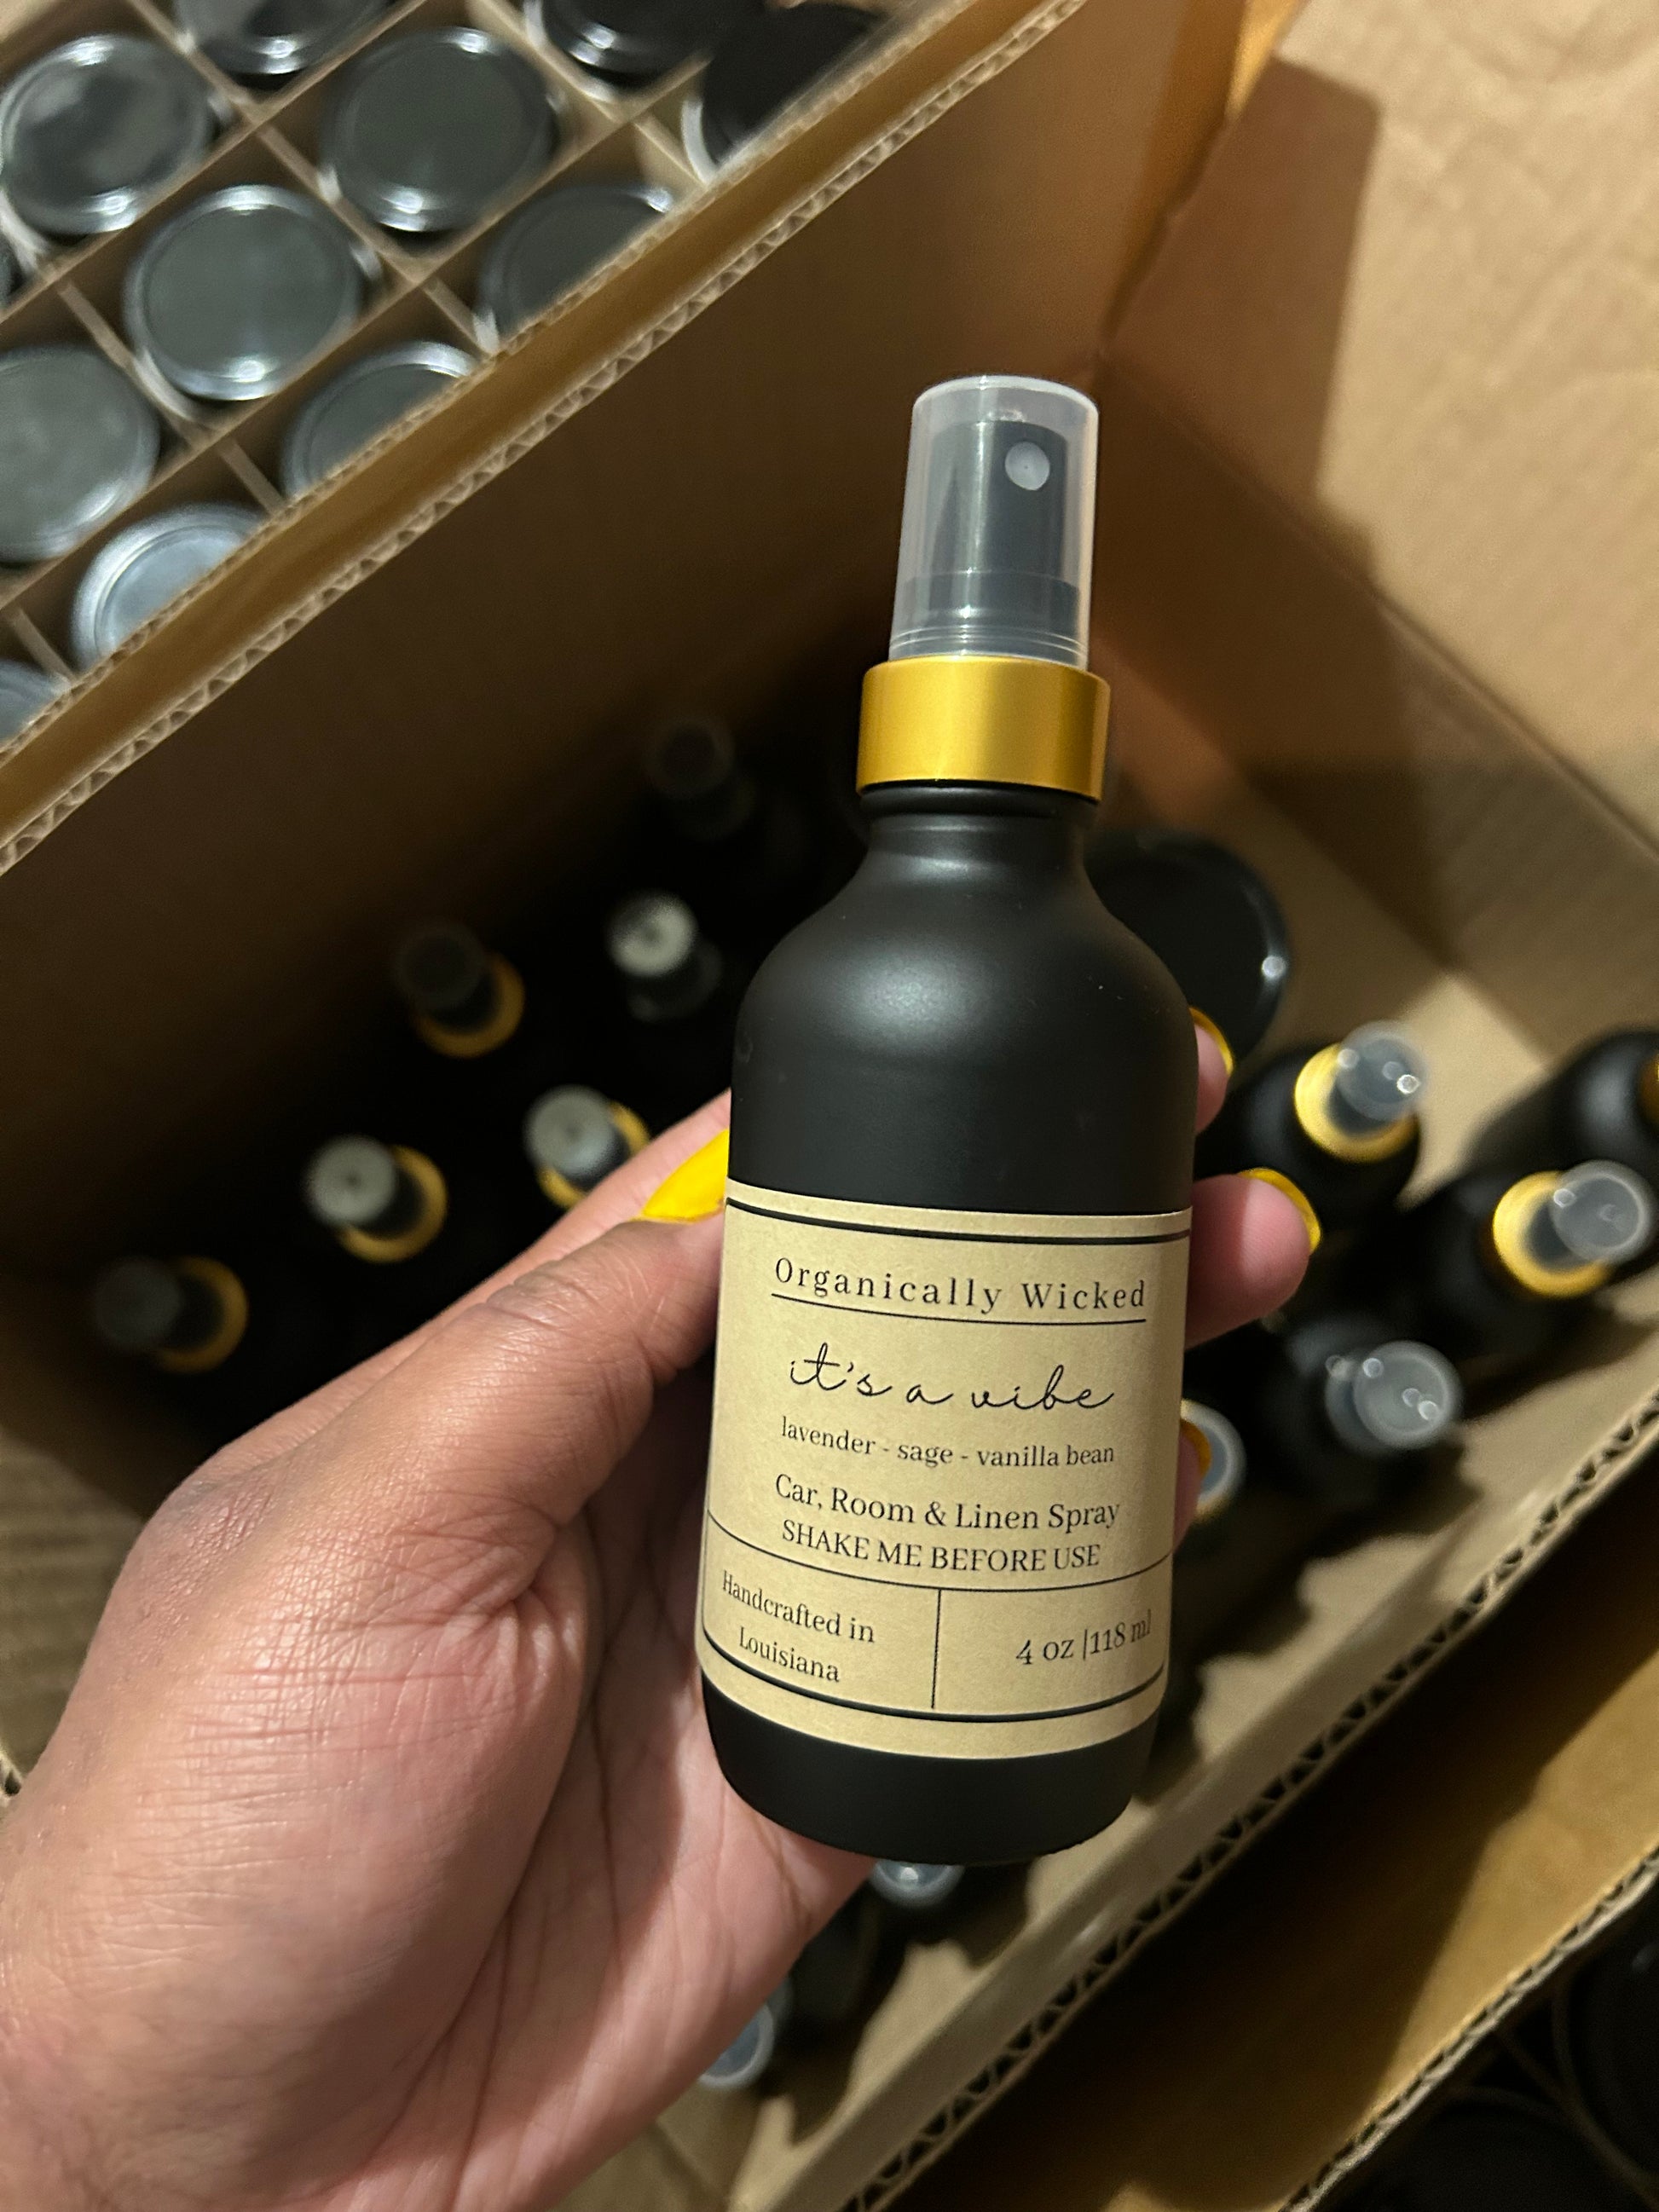 Organically Wicked
it's a vibe
lavender - sage - vanilla bean
Car, Room & Linen Spray
SHAKE ME BEFORE USE
Handcrafted in
Louisiana
4 oz |118 ml